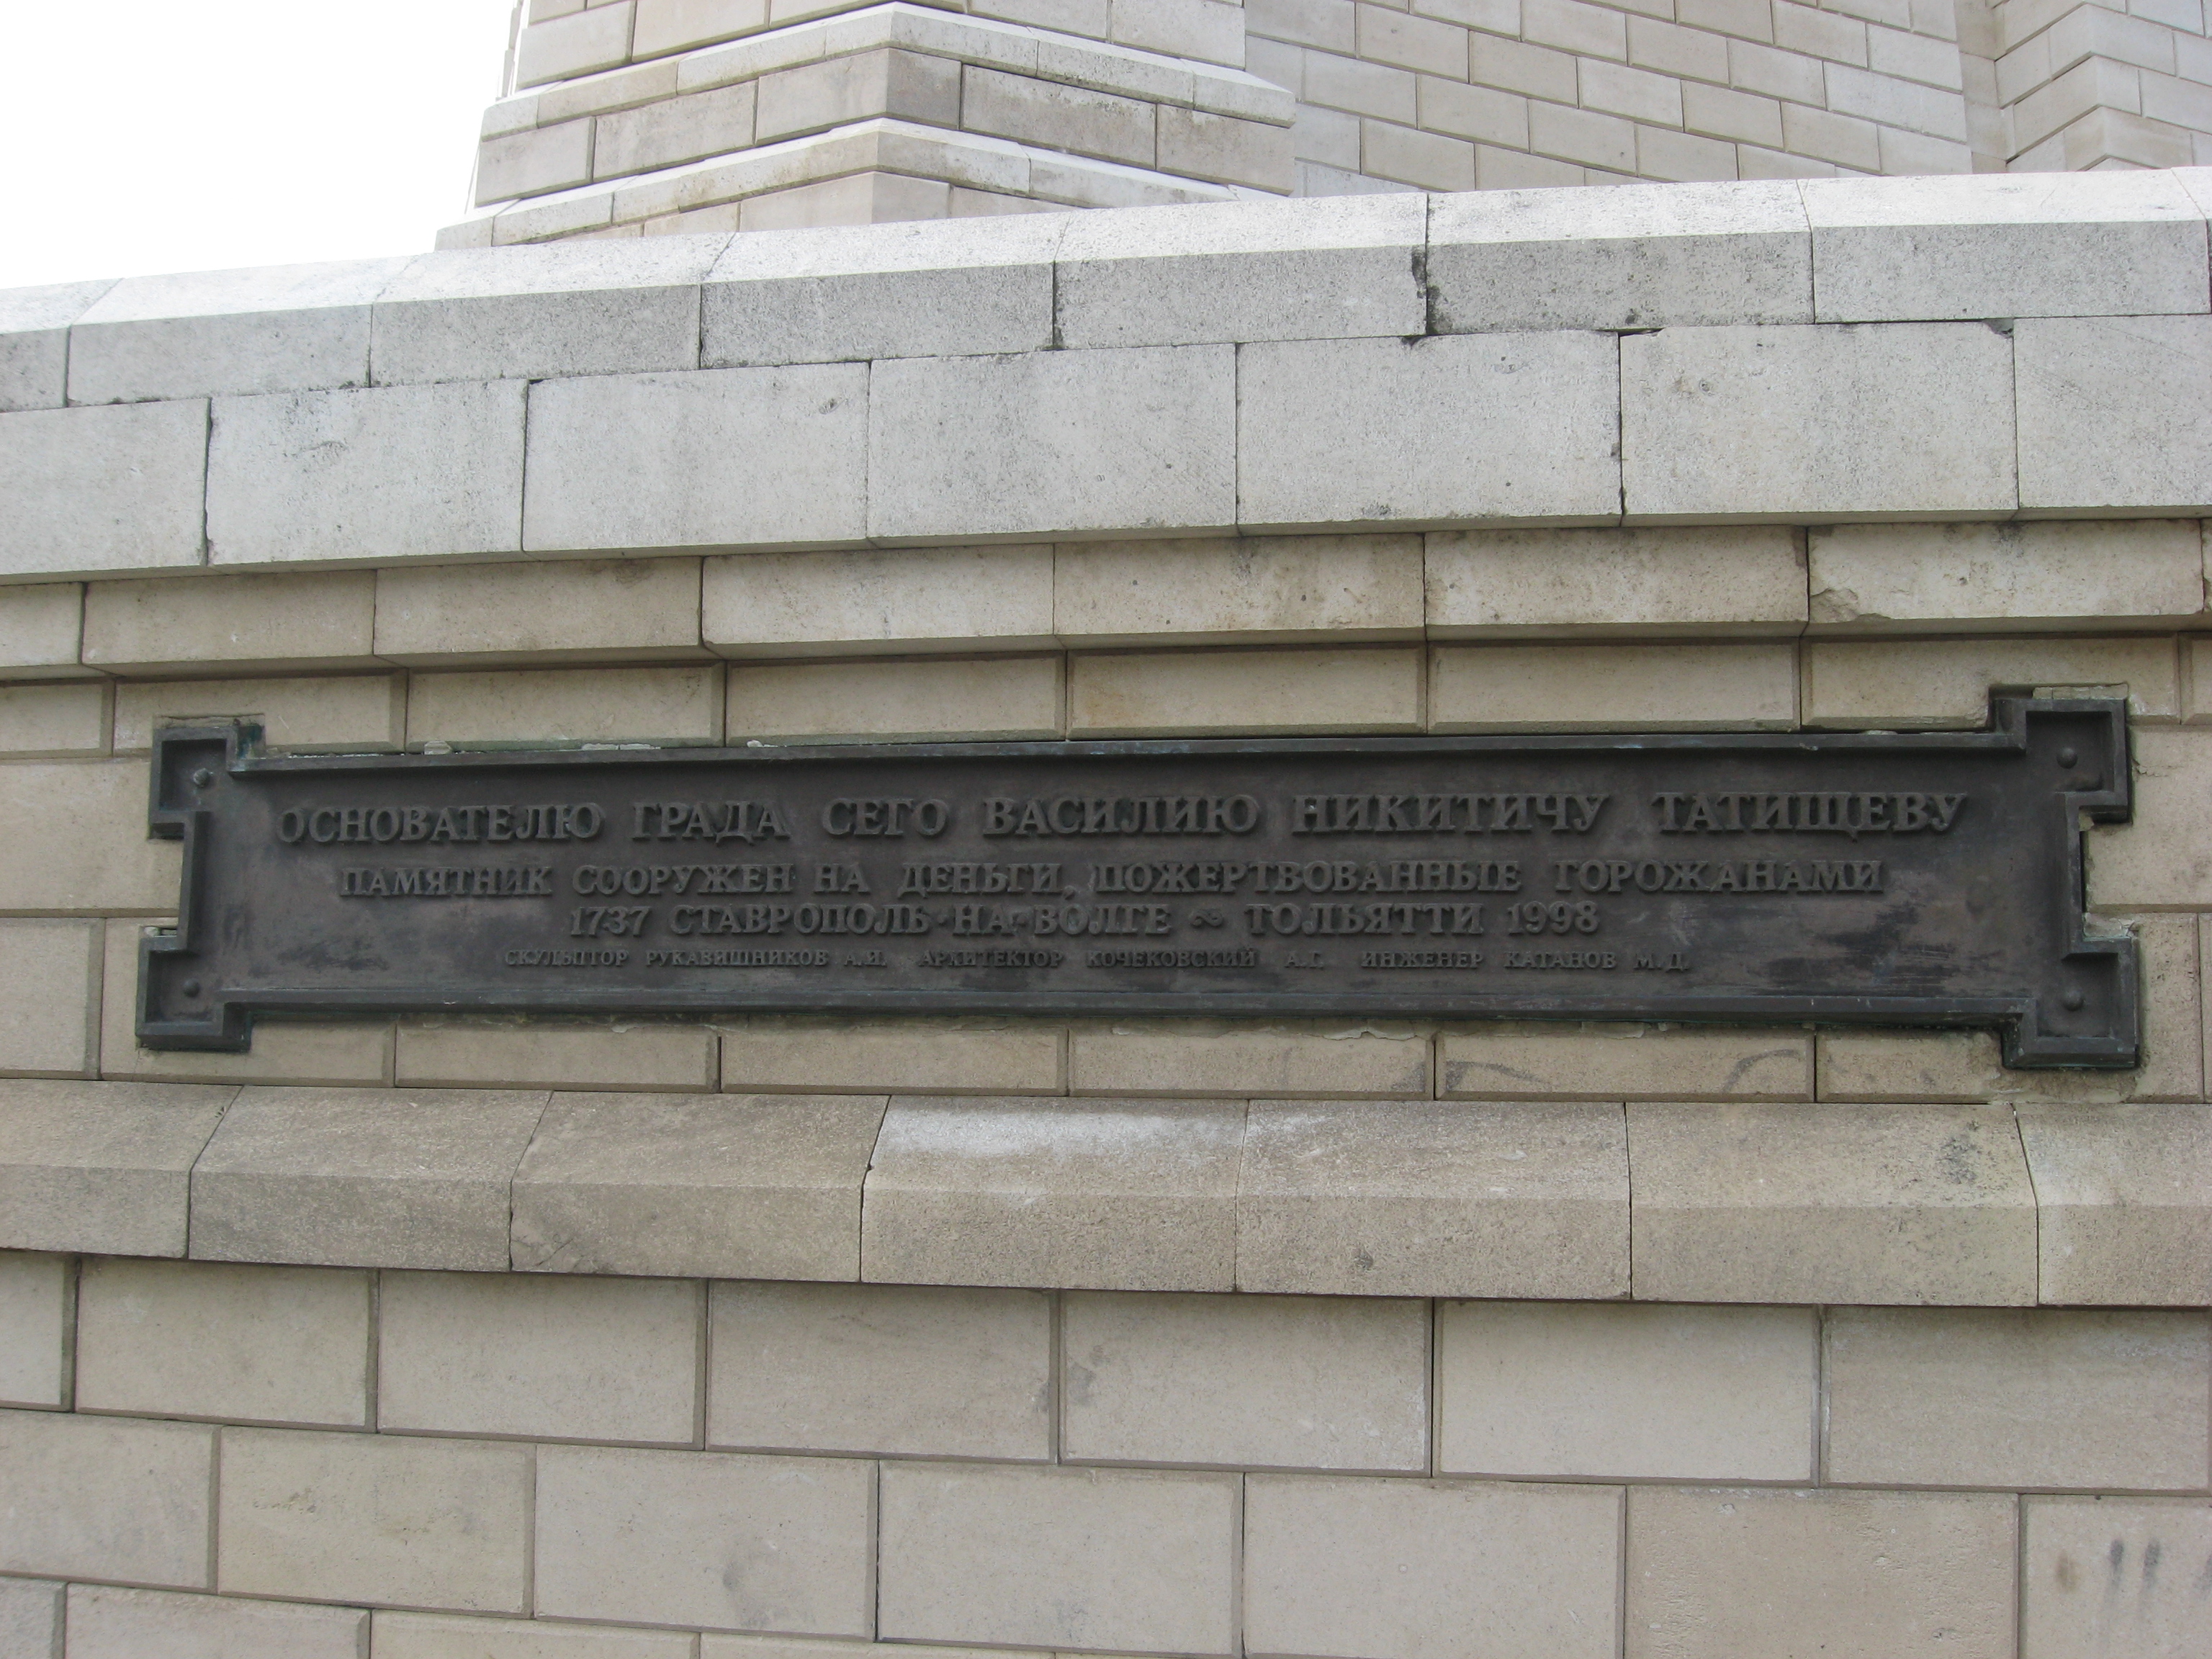 ОСНОВАТЕЛЮ ГРАДА СЕГО ВАСИЛИЮ НИКИТИЧУ ТАТИЩЕВУ
ПАМЯТНИК СООРУЖЕН НА ДЕНЬГИ, ПОЖЕРТВОВАННЫЕ ГОРОЖАНАМИ
1737 СТАВРОПОЛЬ-НА-ВОЛГЕ ~ ТОЛЬЯТТИ 1998
СКУЛЬПТОР РУКАВИШНИКОВ А.И. АРХИТЕКТОР КОЧЕКОВСКИЙ А.Г. ИНЖЕНЕР КАТАНОВ М.Д.